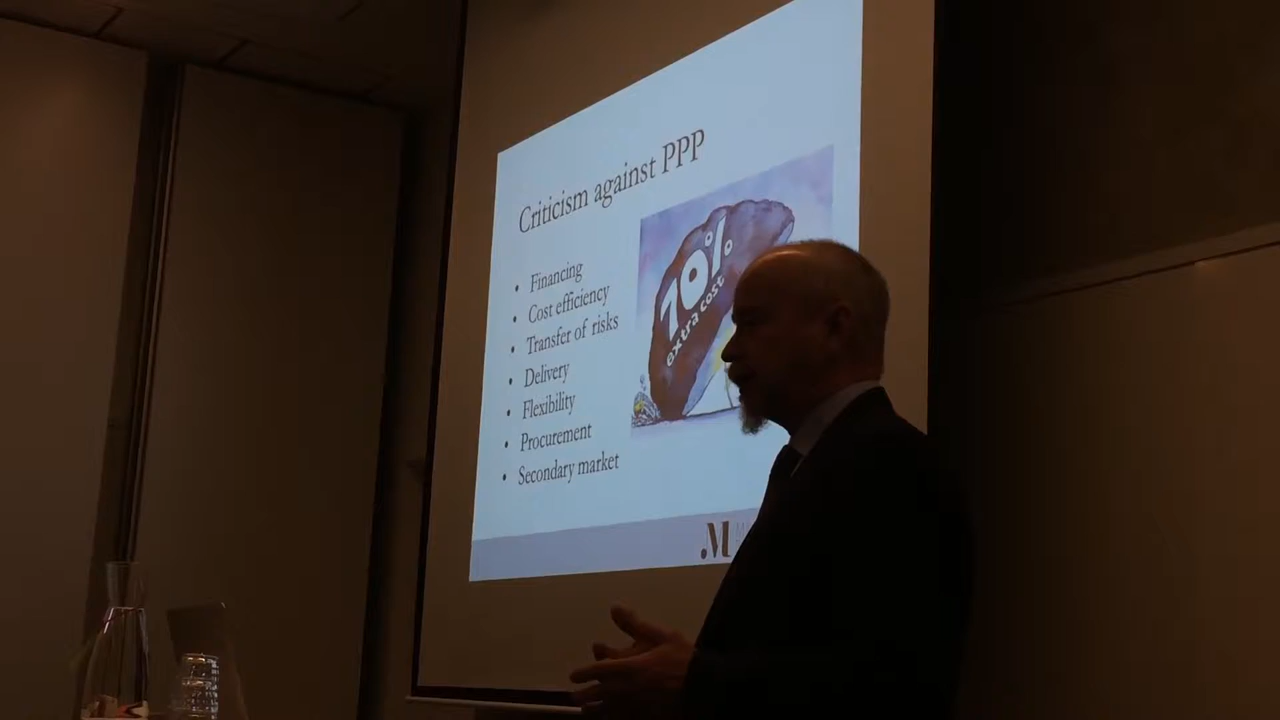 Criticism against PPP
• Financing
• Cost efficiency
• Transfer of risks
• Delivery
• Flexibility
• Procurement
• Secondary market
70%
extra cost
M